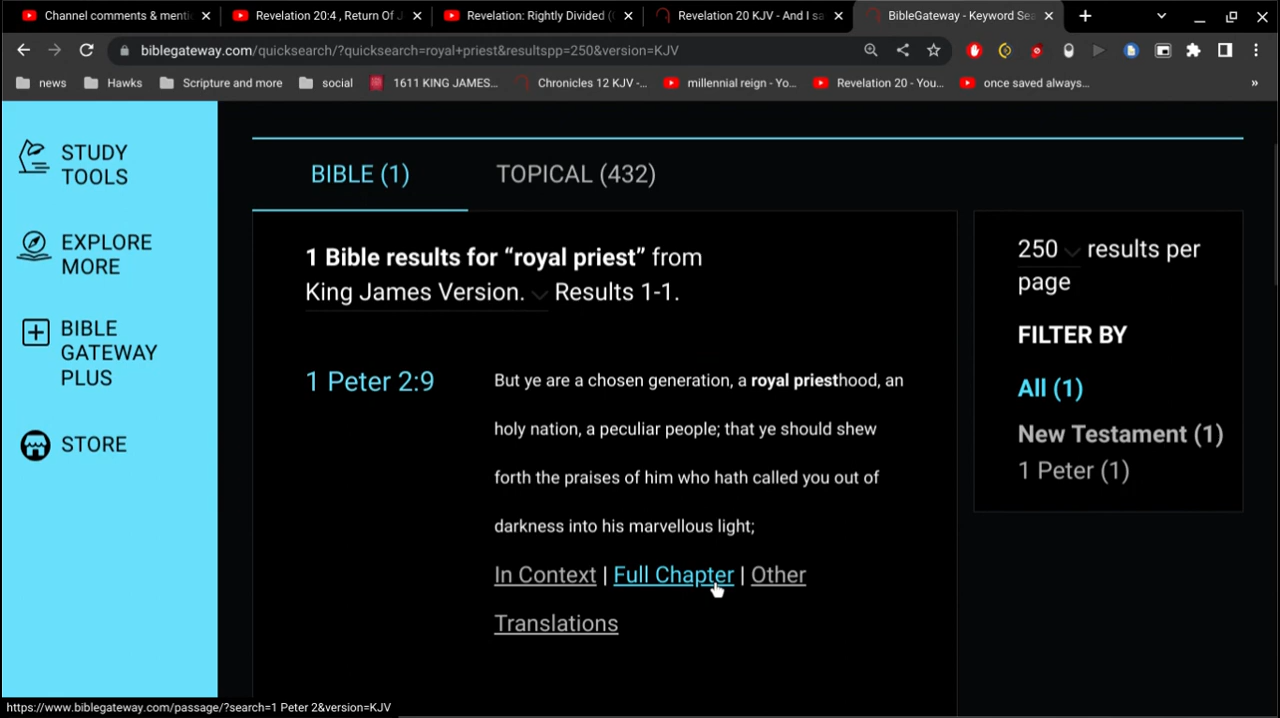 Channel comments & menti
Revelation 20:4 , Return Of J
Revelation: Rightly Divided (
Revelation 20 KJV - And I sa
BibleGateway - Keyword Sea
biblegateway.com/quicksearch/?quicksearch=royal+priest&resultspp=250&version=KJV
news
Hawks
Scripture and more
social
1611 KING JAMES...
Chronicles 12 KJV -...
millennial reign - Yo...
Revelation 20 - You...
once saved always...
»
STUDY
TOOLS
EXPLORE
MORE
BIBLE
GATEWAY
PLUS
STORE
BIBLE (1)
TOPICAL (432)
1 Bible results for “royal priest” from
King James Version. Results 1-1.
1 Peter 2:9
But ye are a chosen generation, a royal priesthood, an
holy nation, a peculiar people; that ye should shew
forth the praises of him who hath called you out of
darkness into his marvellous light;
In Context | Full Chapter | Other
Translations
250 results per
page
FILTER BY
All (1)
New Testament (1)
1 Peter (1)
https://www.biblegateway.com/passage/?search=1 Peter 2&version=KJV